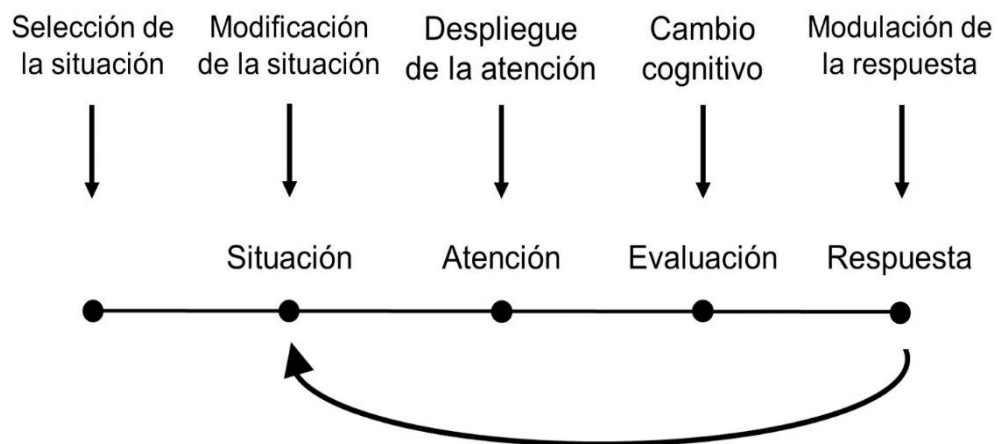 Selección de
la situación
Modificación
de la situación
Despliegue
de la atención
Cambio
cognitivo
Modulación de
la respuesta
Situación
Atención
Evaluación
Respuesta